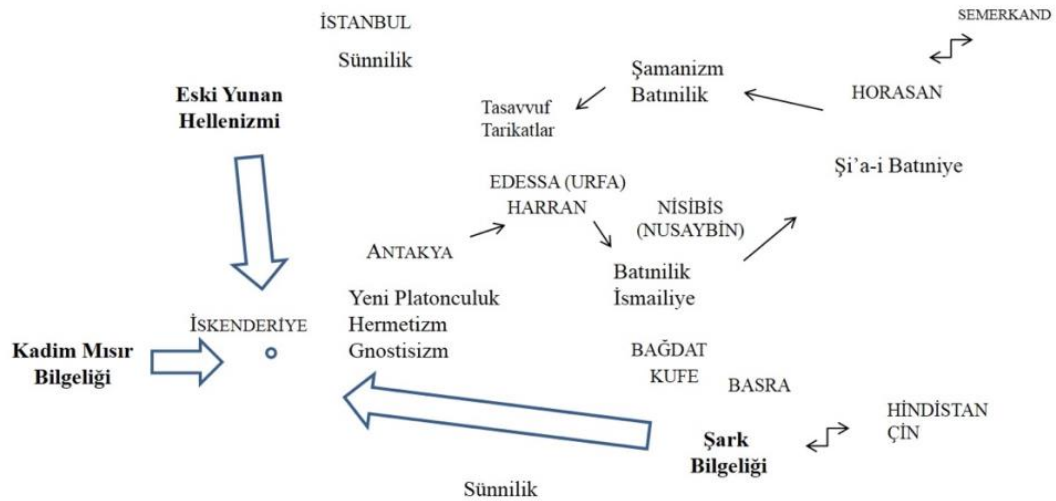 İSTANBUL
Sünnilik
SEMERKAND
Eski Yunan
Hellenizmi
Şamanizm
Batınilik
HORASAN
Tasavvuf
Tarikatlar
Şi’a-i Batıniye
EDESSA (URFA)
HARRAN
NİSİBİS
(NUSAYBİN)
ANTAKYA
Batınilik
İsmailiye
Yeni Platonculuk
Hermetizm
Gnostisizm
İSKENDERİYE
Kadim Mısır
Bilgeliği
BAĞDAT
KUFE
BASRA
HİNDİSTAN
ÇİN
Şark
Bilgeliği
Sünnilik